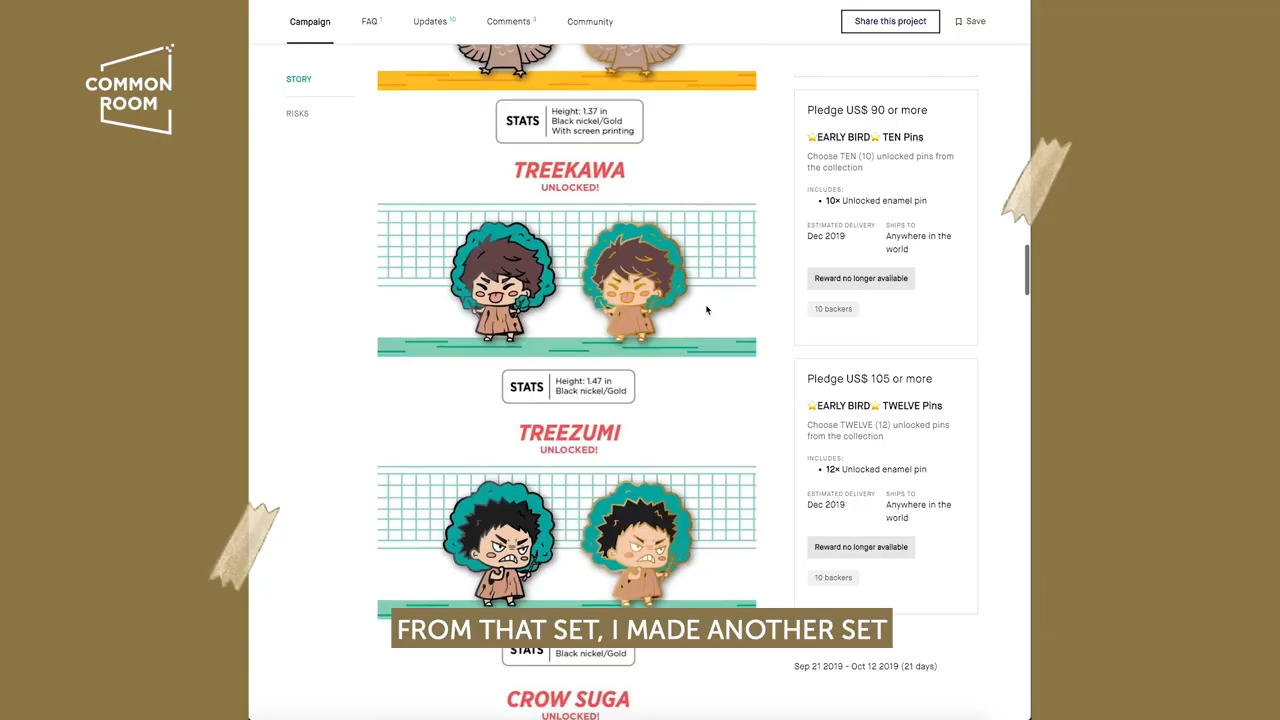 COMMON
ROOM
Campaign
FAQ 1
Updates 10
Comments 3
Community
Share this project
Save
STORY
RISKS
STATS
Height: 1.37 in
Black nickel/Gold
With screen printing
TREEKAWA
UNLOCKED!
STATS
Height: 1.47 in
Black nickel/Gold
TREEZUMI
UNLOCKED!
FROM THAT SET, I MADE ANOTHER SET
STATS
Black nickel/Gold
CROW SUGA
UNLOCKED!
Pledge US$ 90 or more
⭐EARLY BIRD⭐ TEN Pins
Choose TEN (10) unlocked pins from
the collection
INCLUDES:
• 10× Unlocked enamel pin
ESTIMATED DELIVERY
Dec 2019
SHIPS TO
Anywhere in the
world
Reward no longer available
10 backers
Pledge US$ 105 or more
⭐EARLY BIRD⭐ TWELVE Pins
Choose TWELVE (12) unlocked pins
from the collection
INCLUDES:
• 12× Unlocked enamel pin
ESTIMATED DELIVERY
Dec 2019
SHIPS TO
Anywhere in the
world
Reward no longer available
10 backers
Sep 21 2019 - Oct 12 2019 (21 days)